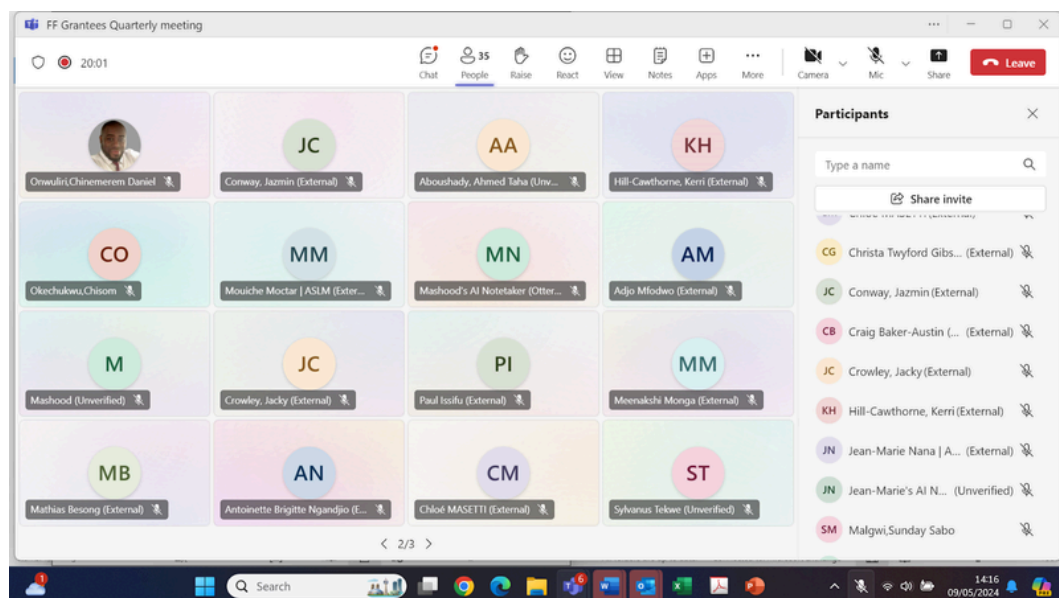 FF Grantees Quarterly meeting
20:01
Chat
35
People
Raise
React
View
Notes
Apps
More
Camera
Mic
Share
Leave
Onwuliri,Chinemerem Daniel
JC
Conway, Jazmin (External)
AA
Aboushady, Ahmed Taha (Unv...
KH
Hill-Cawthorne, Kerri (External)
CO
Okechukwu,Chisom
MM
Mouiche Moctar | ASLM (Exter...
MN
Mashood's AI Notetaker (Otter...
AM
Adjo Mfodwo (External)
M
Mashood (Unverified)
JC
Crowley, Jacky (External)
PI
Paul Issifu (External)
MM
Meenakshi Monga (External)
MB
Mathias Besong (External)
AN
Antoinette Brigitte Ngandjio (E...
CM
Chloé MASETTI (External)
ST
Sylvanus Tekwe (Unverified)
2/3
Participants
Type a name
Share invite
CG Christa Twyford Gibs... (External)
JC Conway, Jazmin (External)
CB Craig Baker-Austin (... (External)
JC Crowley, Jacky (External)
KH Hill-Cawthorne, Kerri (External)
JN Jean-Marie Nana | A... (External)
JN Jean-Marie's AI N... (Unverified)
SM Malgwi,Sunday Sabo
1
Search
6
14:16
09/05/2024